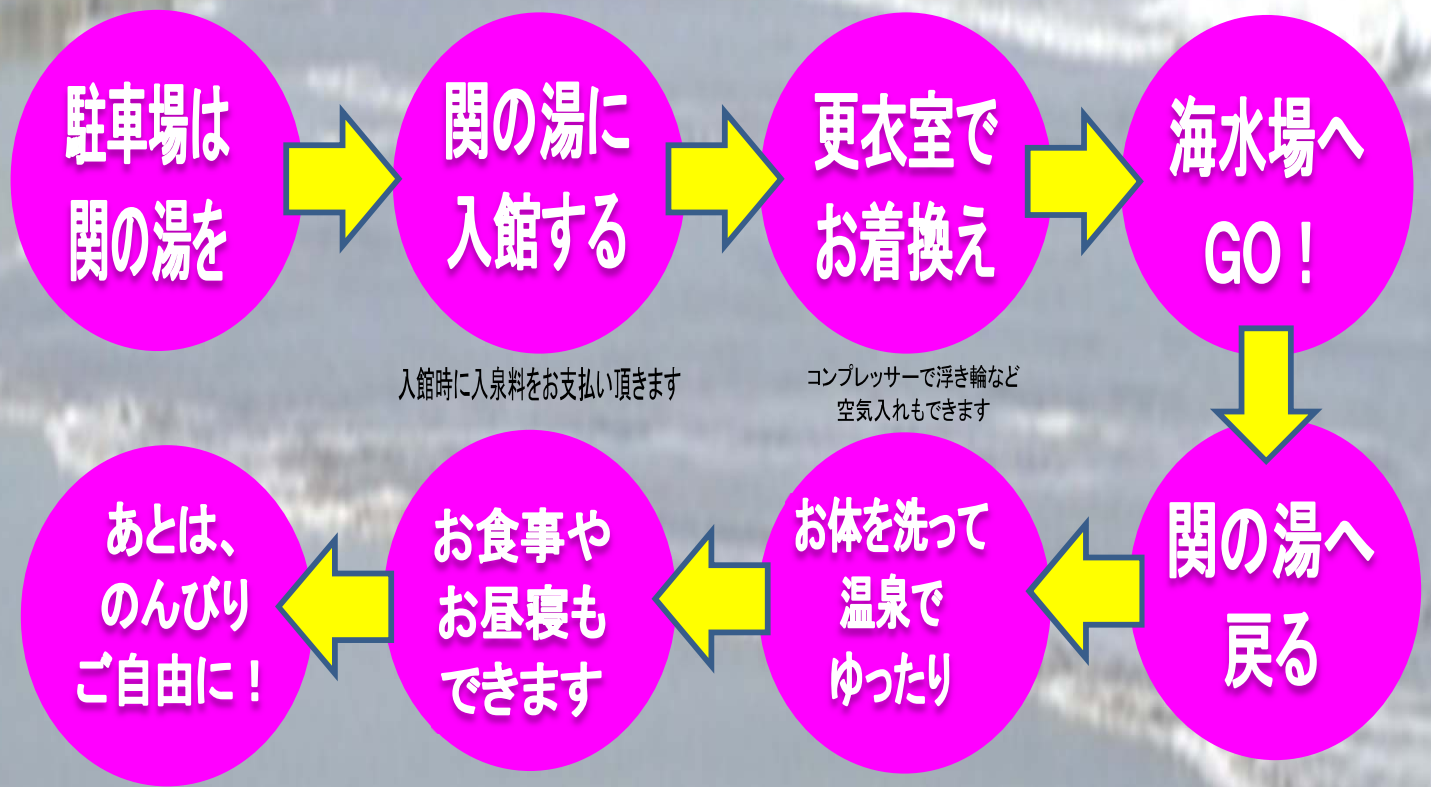 駐車場は
関の湯を
関の湯に
入館する
入館時に入泉料をお支払い頂きます
更衣室で
お着換え
コンプレッサーで浮き輪など
空気入れもできます
海水場へ
GO！
関の湯へ
戻る
お体を洗って
温泉で
ゆったり
お食事や
お昼寝も
できます
あとは、
のんびり
ご自由に！